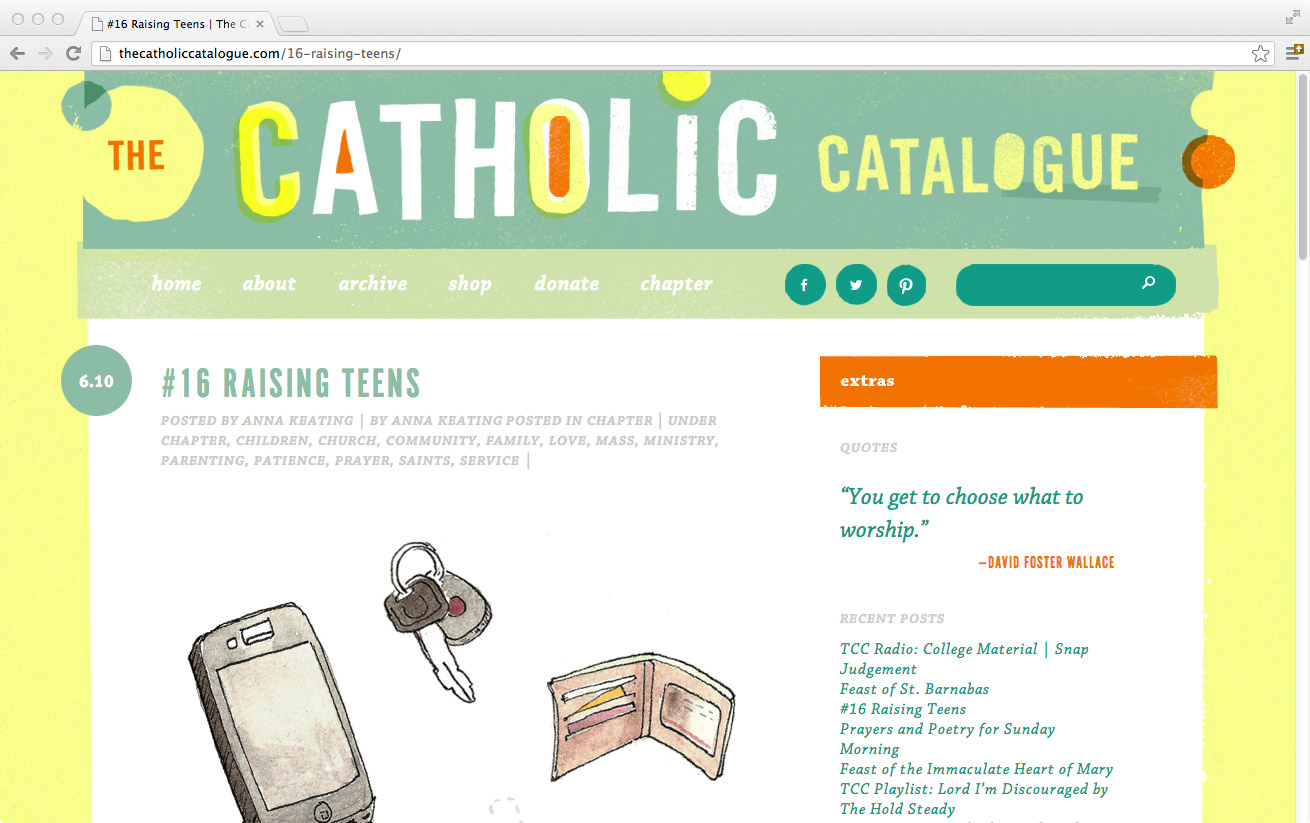 #16 Raising Teens | The C
thecatholiccatalogue.com/16-raising-teens/
THE CATHOLiC CATALOGUE
home about archive shop donate chapter
6.10
#16 RAISING TEENS
POSTED BY ANNA KEATING | BY ANNA KEATING POSTED IN CHAPTER | UNDER
CHAPTER, CHILDREN, CHURCH, COMMUNITY, FAMILY, LOVE, MASS, MINISTRY,
PARENTING, PATIENCE, PRAYER, SAINTS, SERVICE |
extras
QUOTES
“You get to choose what to
worship.”
—DAVID FOSTER WALLACE
RECENT POSTS
TCC Radio: College Material | Snap
Judgement
Feast of St. Barnabas
#16 Raising Teens
Prayers and Poetry for Sunday
Morning
Feast of the Immaculate Heart of Mary
TCC Playlist: Lord I'm Discouraged by
The Hold Steady